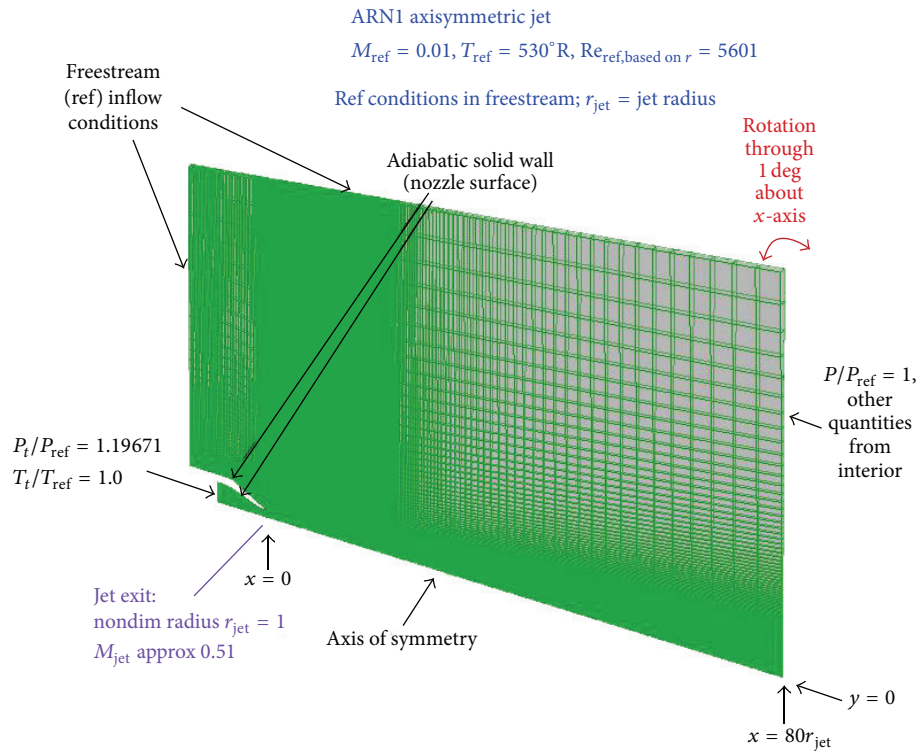 ARN1 axisymmetric jet
M_ref = 0.01, T_ref = 530°R, Re_ref,based on r = 5601
Ref conditions in freestream; r_jet = jet radius
Freestream
(ref) inflow
conditions
Adiabatic solid wall
(nozzle surface)
Rotation
through
1 deg
about
x-axis
P/P_ref = 1,
other
quantities
from
interior
P_t/P_ref = 1.19671
T_t/T_ref = 1.0
x = 0
Jet exit:
nondim radius r_jet = 1
M_jet approx 0.51
Axis of symmetry
y = 0
x = 80r_jet